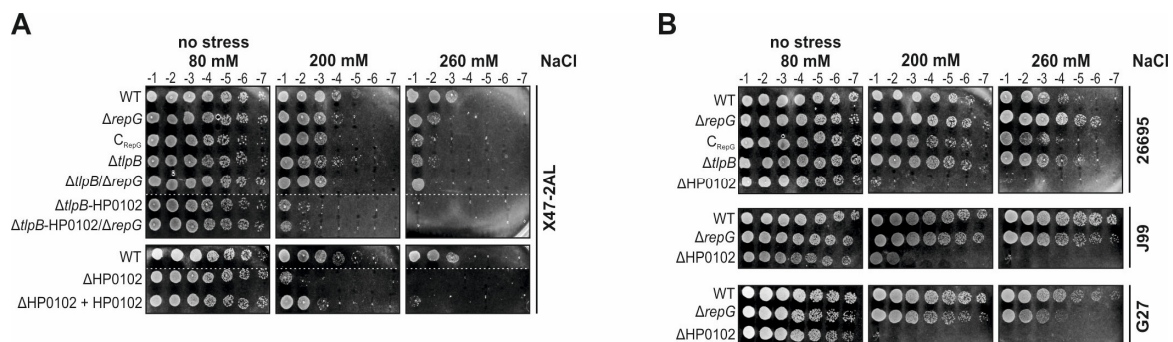 A
no stress
80 mM 200 mM 260 mM NaCl
-1 -2 -3 -4 -5 -6 -7 -1 -2 -3 -4 -5 -6 -7 -1 -2 -3 -4 -5 -6 -7
WT
ΔrepG
C_RepG
ΔtlpB
ΔtlpB/ΔrepG
ΔtlpB-HP0102
ΔtlpB-HP0102/ΔrepG
WT
ΔHP0102
ΔHP0102 + HP0102
X47-2AL
B
no stress
80 mM 200 mM 260 mM NaCl
-1 -2 -3 -4 -5 -6 -7 -1 -2 -3 -4 -5 -6 -7 -1 -2 -3 -4 -5 -6 -7
WT
ΔrepG
C_RepG
ΔtlpB
ΔHP0102
26695
WT
ΔrepG
ΔHP0102
J99
WT
ΔrepG
ΔHP0102
G27